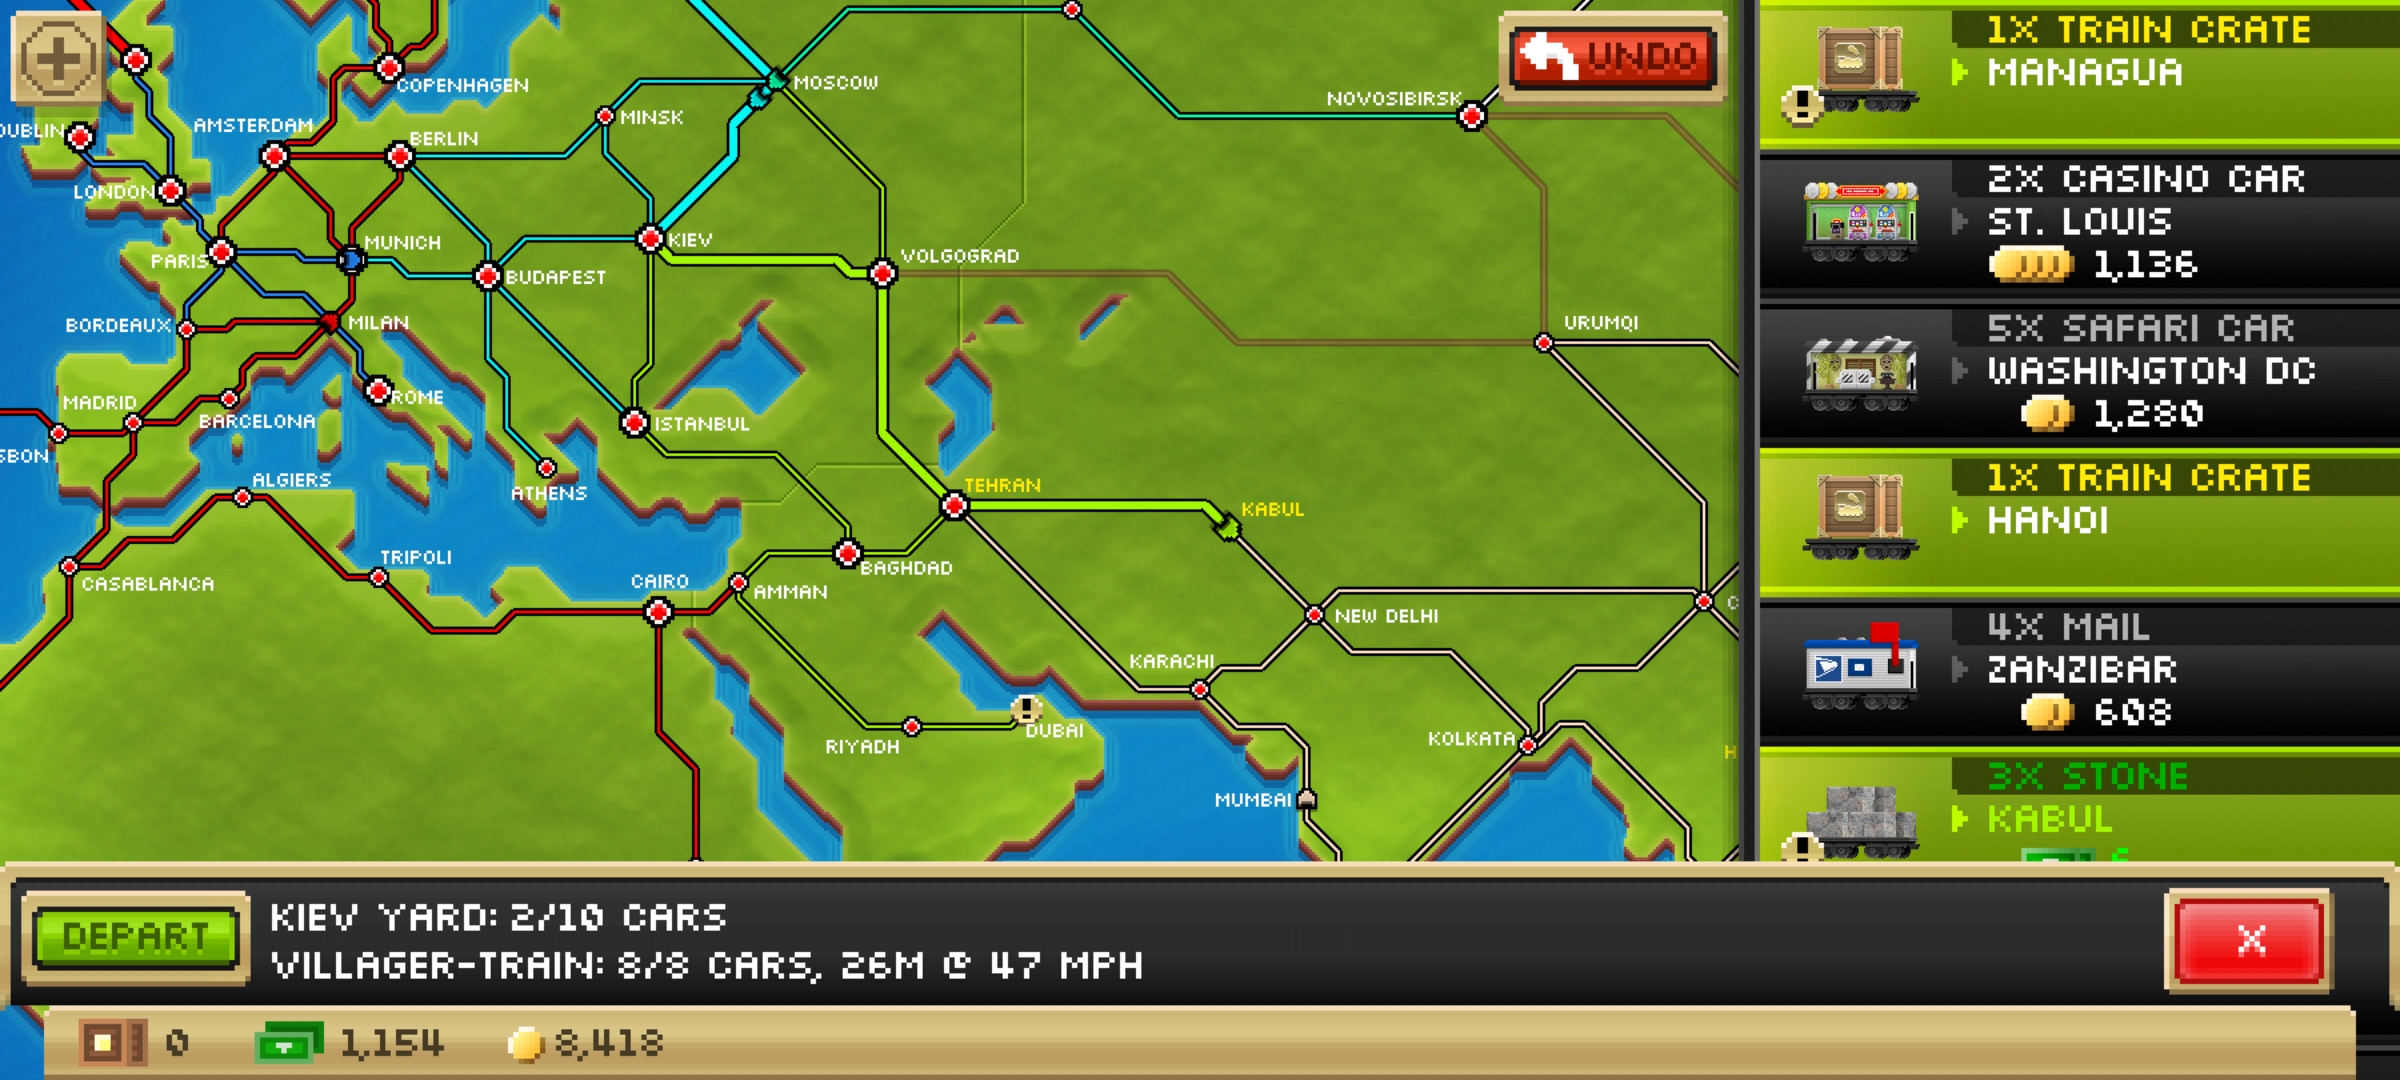 COPENHAGEN
MOSCOW
NOVOSIBIRSK
UNDO
MINSK
AMSTERDAM
BERLIN
LONDON
MUNICH
PARIS
KIEV
BUDAPEST
VOLGOGRAD
BORDEAUX
MILAN
URUMQI
MADRID
ROME
BARCELONA
ISTANBUL
ATHENS
ALGIERS
TEHRAN
KABUL
TRIPOLI
CASABLANCA
CAIRO
AMMAN
BAGHDAD
NEW DELHI
KARACHI
RIYADH
DUBAI
KOLKATA
MUMBAI
1X TRAIN CRATE
MANAGUA
2X CASINO CAR
ST. LOUIS
1,136
5X SAFARI CAR
WASHINGTON DC
1,280
1X TRAIN CRATE
HANOI
4X MAIL
ZANZIBAR
608
3X STONE
KABUL
DEPART
KIEV YARD: 2/10 CARS
VILLAGER-TRAIN: 8/8 CARS, 26M @ 47 MPH
X
0
1,154
8,418